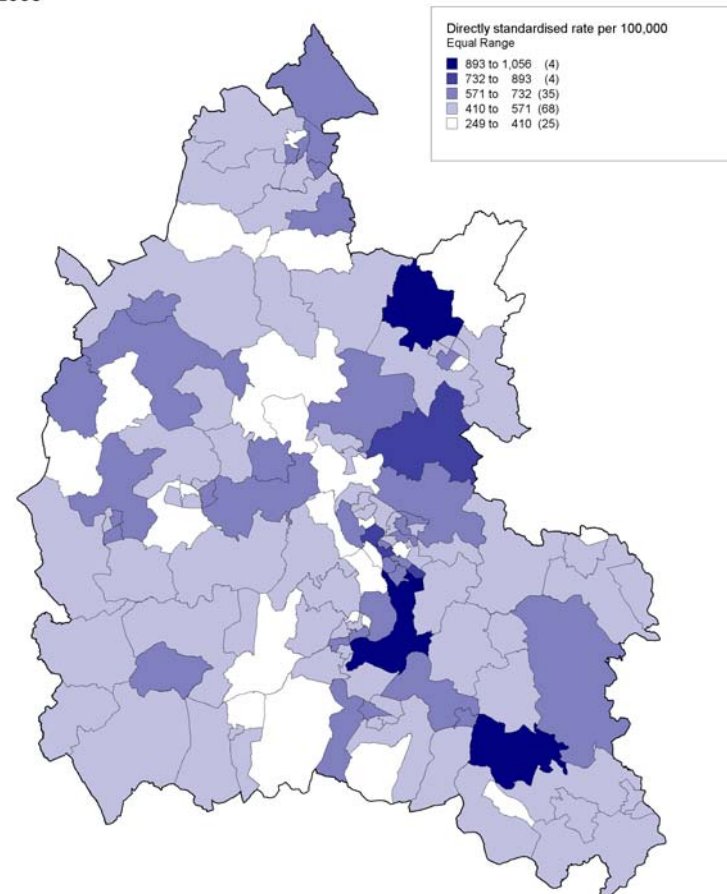 Directly standardised rate per 100,000
Equal Range
893 to 1,056 (4)
732 to 893 (4)
571 to 732 (35)
410 to 571 (68)
249 to 410 (25)